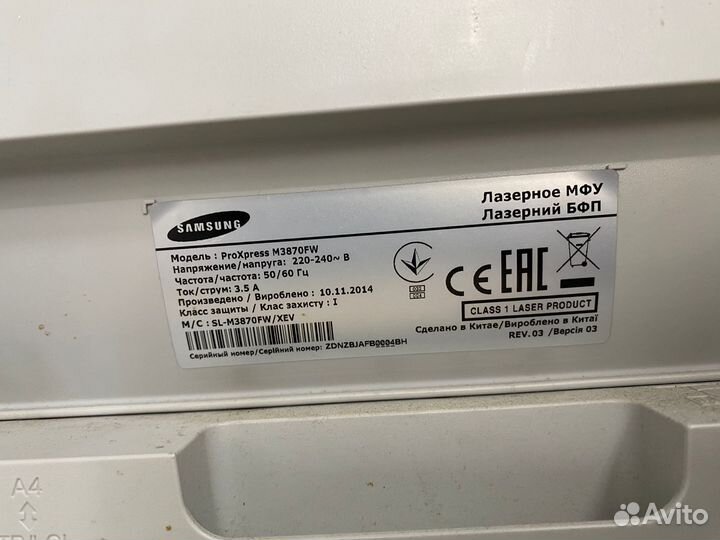 SAMSUNG
Лазерное МФУ
Лазерний БФП
Модель : ProXpress M3870FW
Напряжение/напруга: 220-240~ В
Частота/частота: 50/60 Гц
Ток/струм: 3.5 А
Произведено / Вироблено : 10.11.2014
Класс защиты / Клас захисту : I
M/C : SL-M3870FW/XEV
Серийный номер/Серійний номер: ZDNZBJAFB0004BH
CE EAC
CLASS 1 LASER PRODUCT
Сделано в Китае/Вироблено в Китаї
REV.03 /Версія 03
A4
Avito